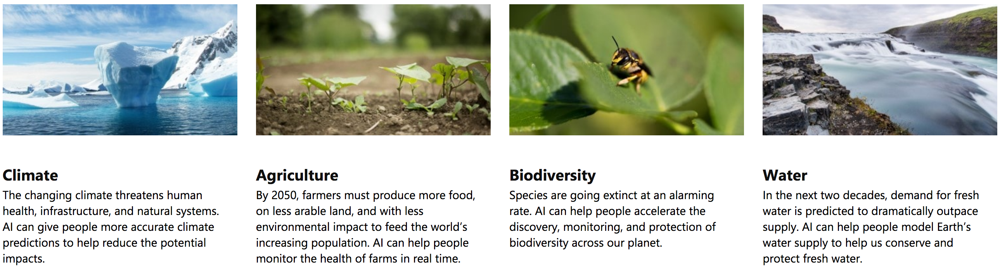 Climate
The changing climate threatens human
health, infrastructure, and natural systems.
AI can give people more accurate climate
predictions to help reduce the potential
impacts.
Agriculture
By 2050, farmers must produce more food,
on less arable land, and with less
environmental impact to feed the world’s
increasing population. AI can help people
monitor the health of farms in real time.
Biodiversity
Species are going extinct at an alarming
rate. AI can help people accelerate the
discovery, monitoring, and protection of
biodiversity across our planet.
Water
In the next two decades, demand for fresh
water is predicted to dramatically outpace
supply. AI can help people model Earth’s
water supply to help us conserve and
protect fresh water.